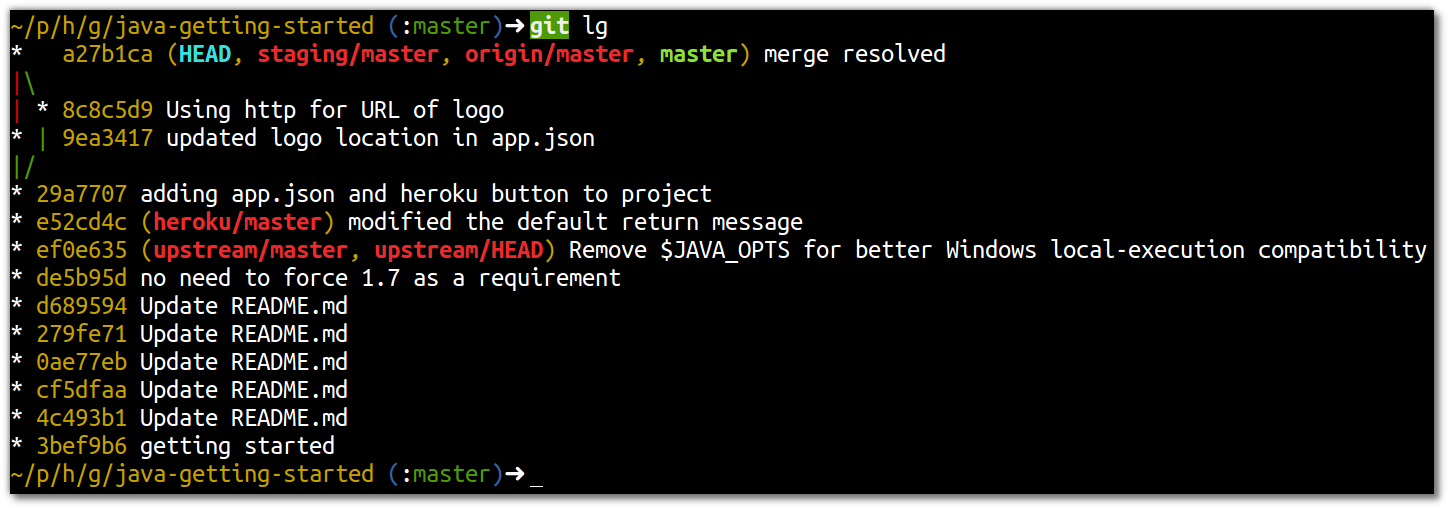 ~/p/h/g/java-getting-started (:master)➜ git lg
*   a27b1ca (HEAD, staging/master, origin/master, master) merge resolved
|\
| * 8c8c5d9 Using http for URL of logo
* | 9ea3417 updated logo location in app.json
|/
* 29a7707 adding app.json and heroku button to project
* e52cd4c (heroku/master) modified the default return message
* ef0e635 (upstream/master, upstream/HEAD) Remove $JAVA_OPTS for better Windows local-execution compatibility
* de5b95d no need to force 1.7 as a requirement
* d689594 Update README.md
* 279fe71 Update README.md
* 0ae77eb Update README.md
* cf5dfaa Update README.md
* 4c493b1 Update README.md
* 3bef9b6 getting started
~/p/h/g/java-getting-started (:master)➜ _